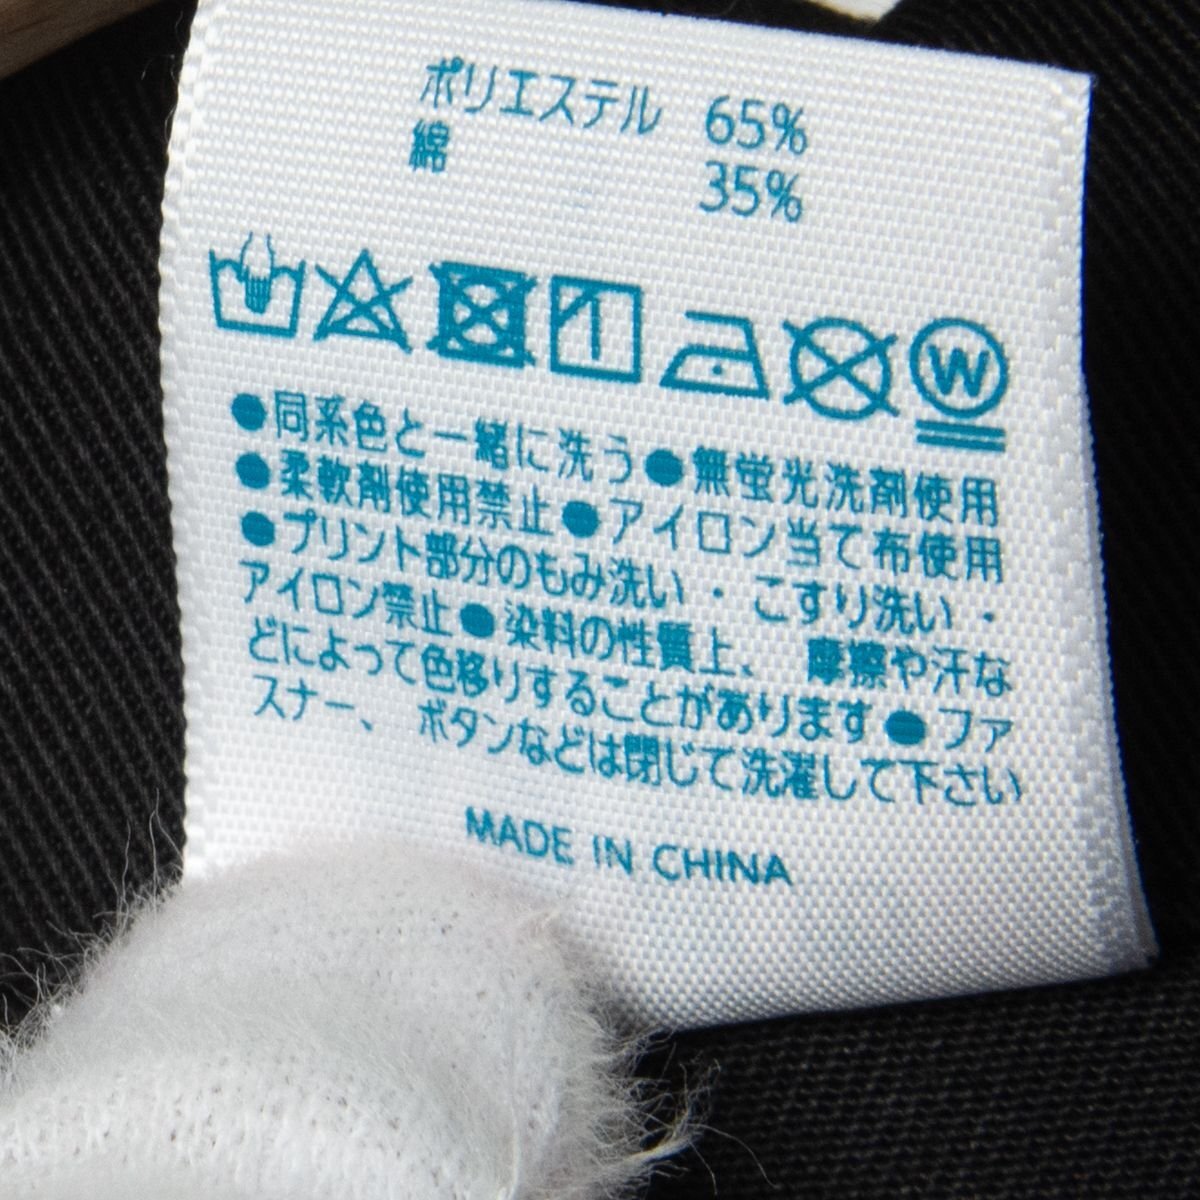 ポリエステル 65%
綿 35%
W
●同系色と一緒に洗う●無蛍光洗剤使用
●柔軟剤使用禁止●アイロン当て布使用
●プリント部分のもみ洗い・こすり洗い・
アイロン禁止●染料の性質上、摩擦や汗な
どによって色移りすることがあります●ファ
スナー、ボタンなどは閉じて洗濯して下さい
MADE IN CHINA